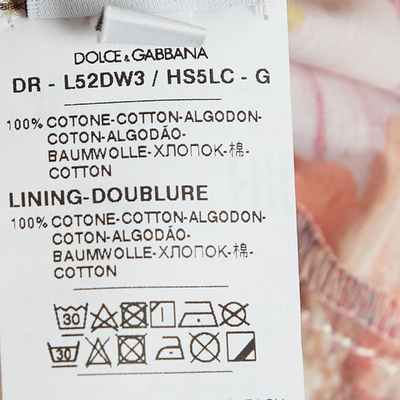 DOLCE & GABBANA
DR - L52DW3 / HS5LC - G
100% COTONE-COTTON-ALGODON-
COTON-ALGODÃO-
BAUMWOLLE-ХЛОПОК-棉-
COTTON
LINING-DOUBLURE
100% COTONE-COTTON-ALGODON-
COTON-ALGODÃO-
BAUMWOLLE-ХЛОПОК-棉-
COTTON
30
30